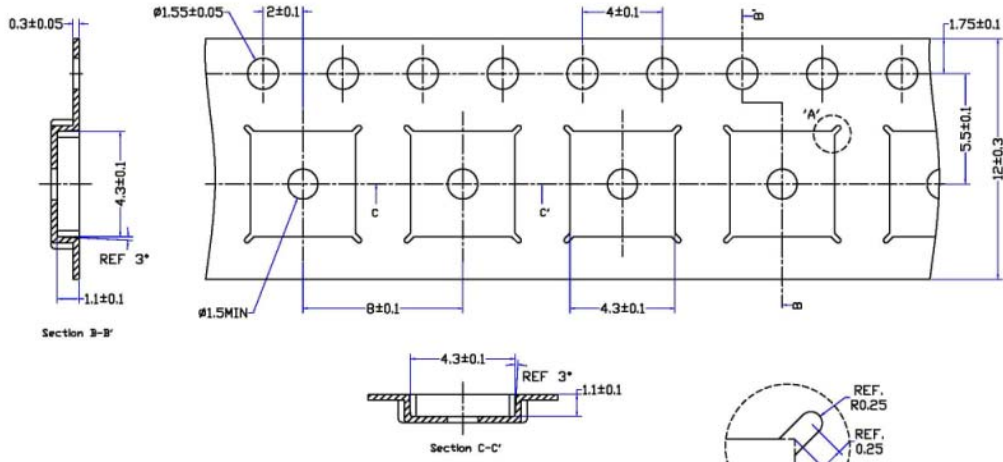 0.3±0.05
Ø1.55±0.05
2±0.1
4±0.1
B'
1.75±0.1
'A'
4.3±0.1
5.5±0.1
12±0.3
C
C'
REF 3°
1.1±0.1
Ø1.5MIN
8±0.1
4.3±0.1
B
Section B-B'
4.3±0.1
REF 3°
1.1±0.1
Section C-C'
REF.
R0.25
REF.
0.25